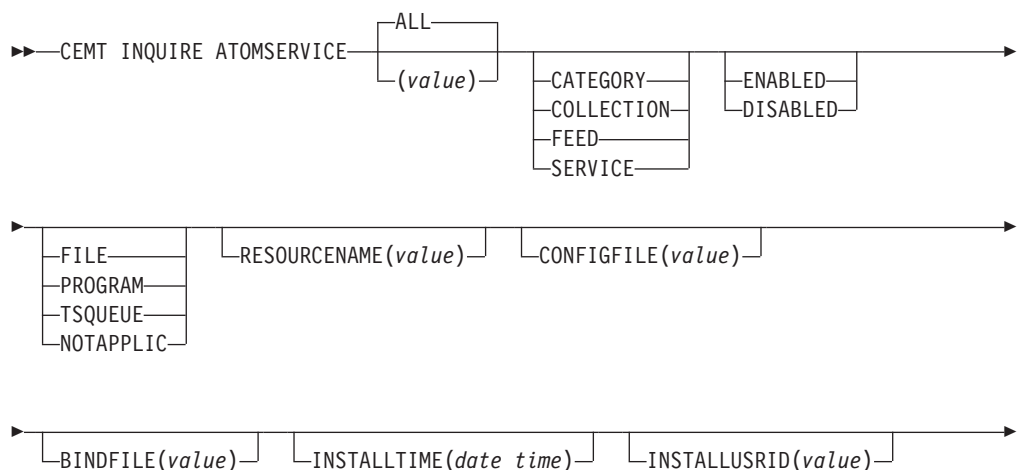 ALL
CEMT INQUIRE ATOMSERVICE
(value)
CATEGORY
COLLECTION
FEED
SERVICE
ENABLED
DISABLED
FILE
PROGRAM
TSQUEUE
NOTAPPLIC
RESOURCENAME(value)
CONFIGFILE(value)
BINDFILE(value)
INSTALLTIME(date time)
INSTALLUSRID(value)